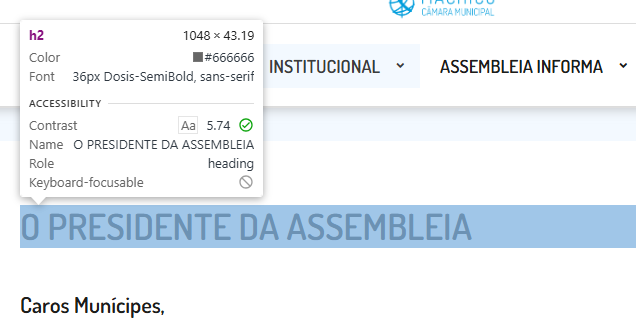 MACHICO
CÂMARA MUNICIPAL
h2 1048 × 43.19
Color #666666
Font 36px Dosis-SemiBold, sans-serif
ACCESSIBILITY
Contrast Aa 5.74
Name O PRESIDENTE DA ASSEMBLEIA
Role heading
Keyboard-focusable
INSTITUCIONAL ASSEMBLEIA INFORMA
O PRESIDENTE DA ASSEMBLEIA
Caros Munícipes,